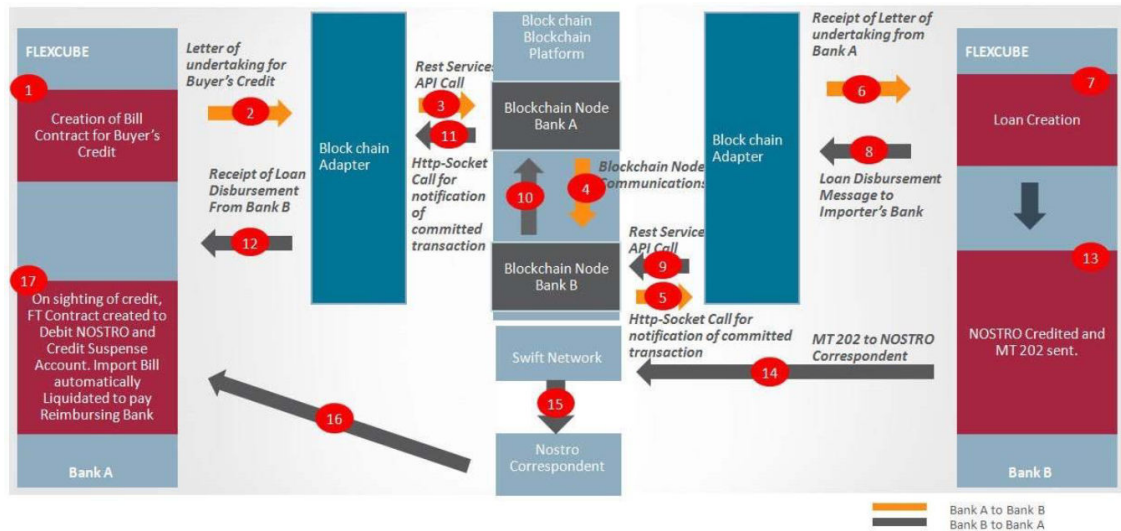 FLEXCUBE
1
Creation of Bill
Contract for Buyer's
Credit
17
On sighting of credit,
FT Contract created to
Debit NOSTRO and
Credit Suspense
Account. Import Bill
automatically
Liquidated to pay
Reimbursing Bank
Bank A
Letter of
undertaking for
Buyer's Credit
2
Receipt of Loan
Disbursement
From Bank B
12
16
Block chain
Adapter
Rest Services
API Call
3
11
Http-Socket
Call for
notification of
committed
transaction
Block chain
Blockchain
Platform
Blockchain Node
Bank A
10
4
Blockchain Node
Communications
Blockchain Node
Bank B
Rest Services
API Call
9
5
Http-Socket Call for
notification of committed
transaction
Swift Network
15
Nostro
Correspondent
MT 202 to NOSTRO
Correspondent
14
Block chain
Adapter
Receipt of Letter of
undertaking from
Bank A
6
8
Loan Disbursement
Message to
Importer's Bank
FLEXCUBE
7
Loan Creation
13
NOSTRO Credited and
MT 202 sent.
Bank B
Bank A to Bank B
Bank B to Bank A